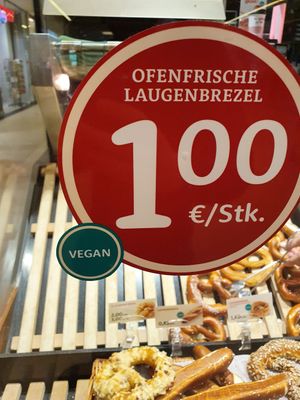 OFENFRISCHE
LAUGENBREZEL
1.00
€/Stk.
VEGAN